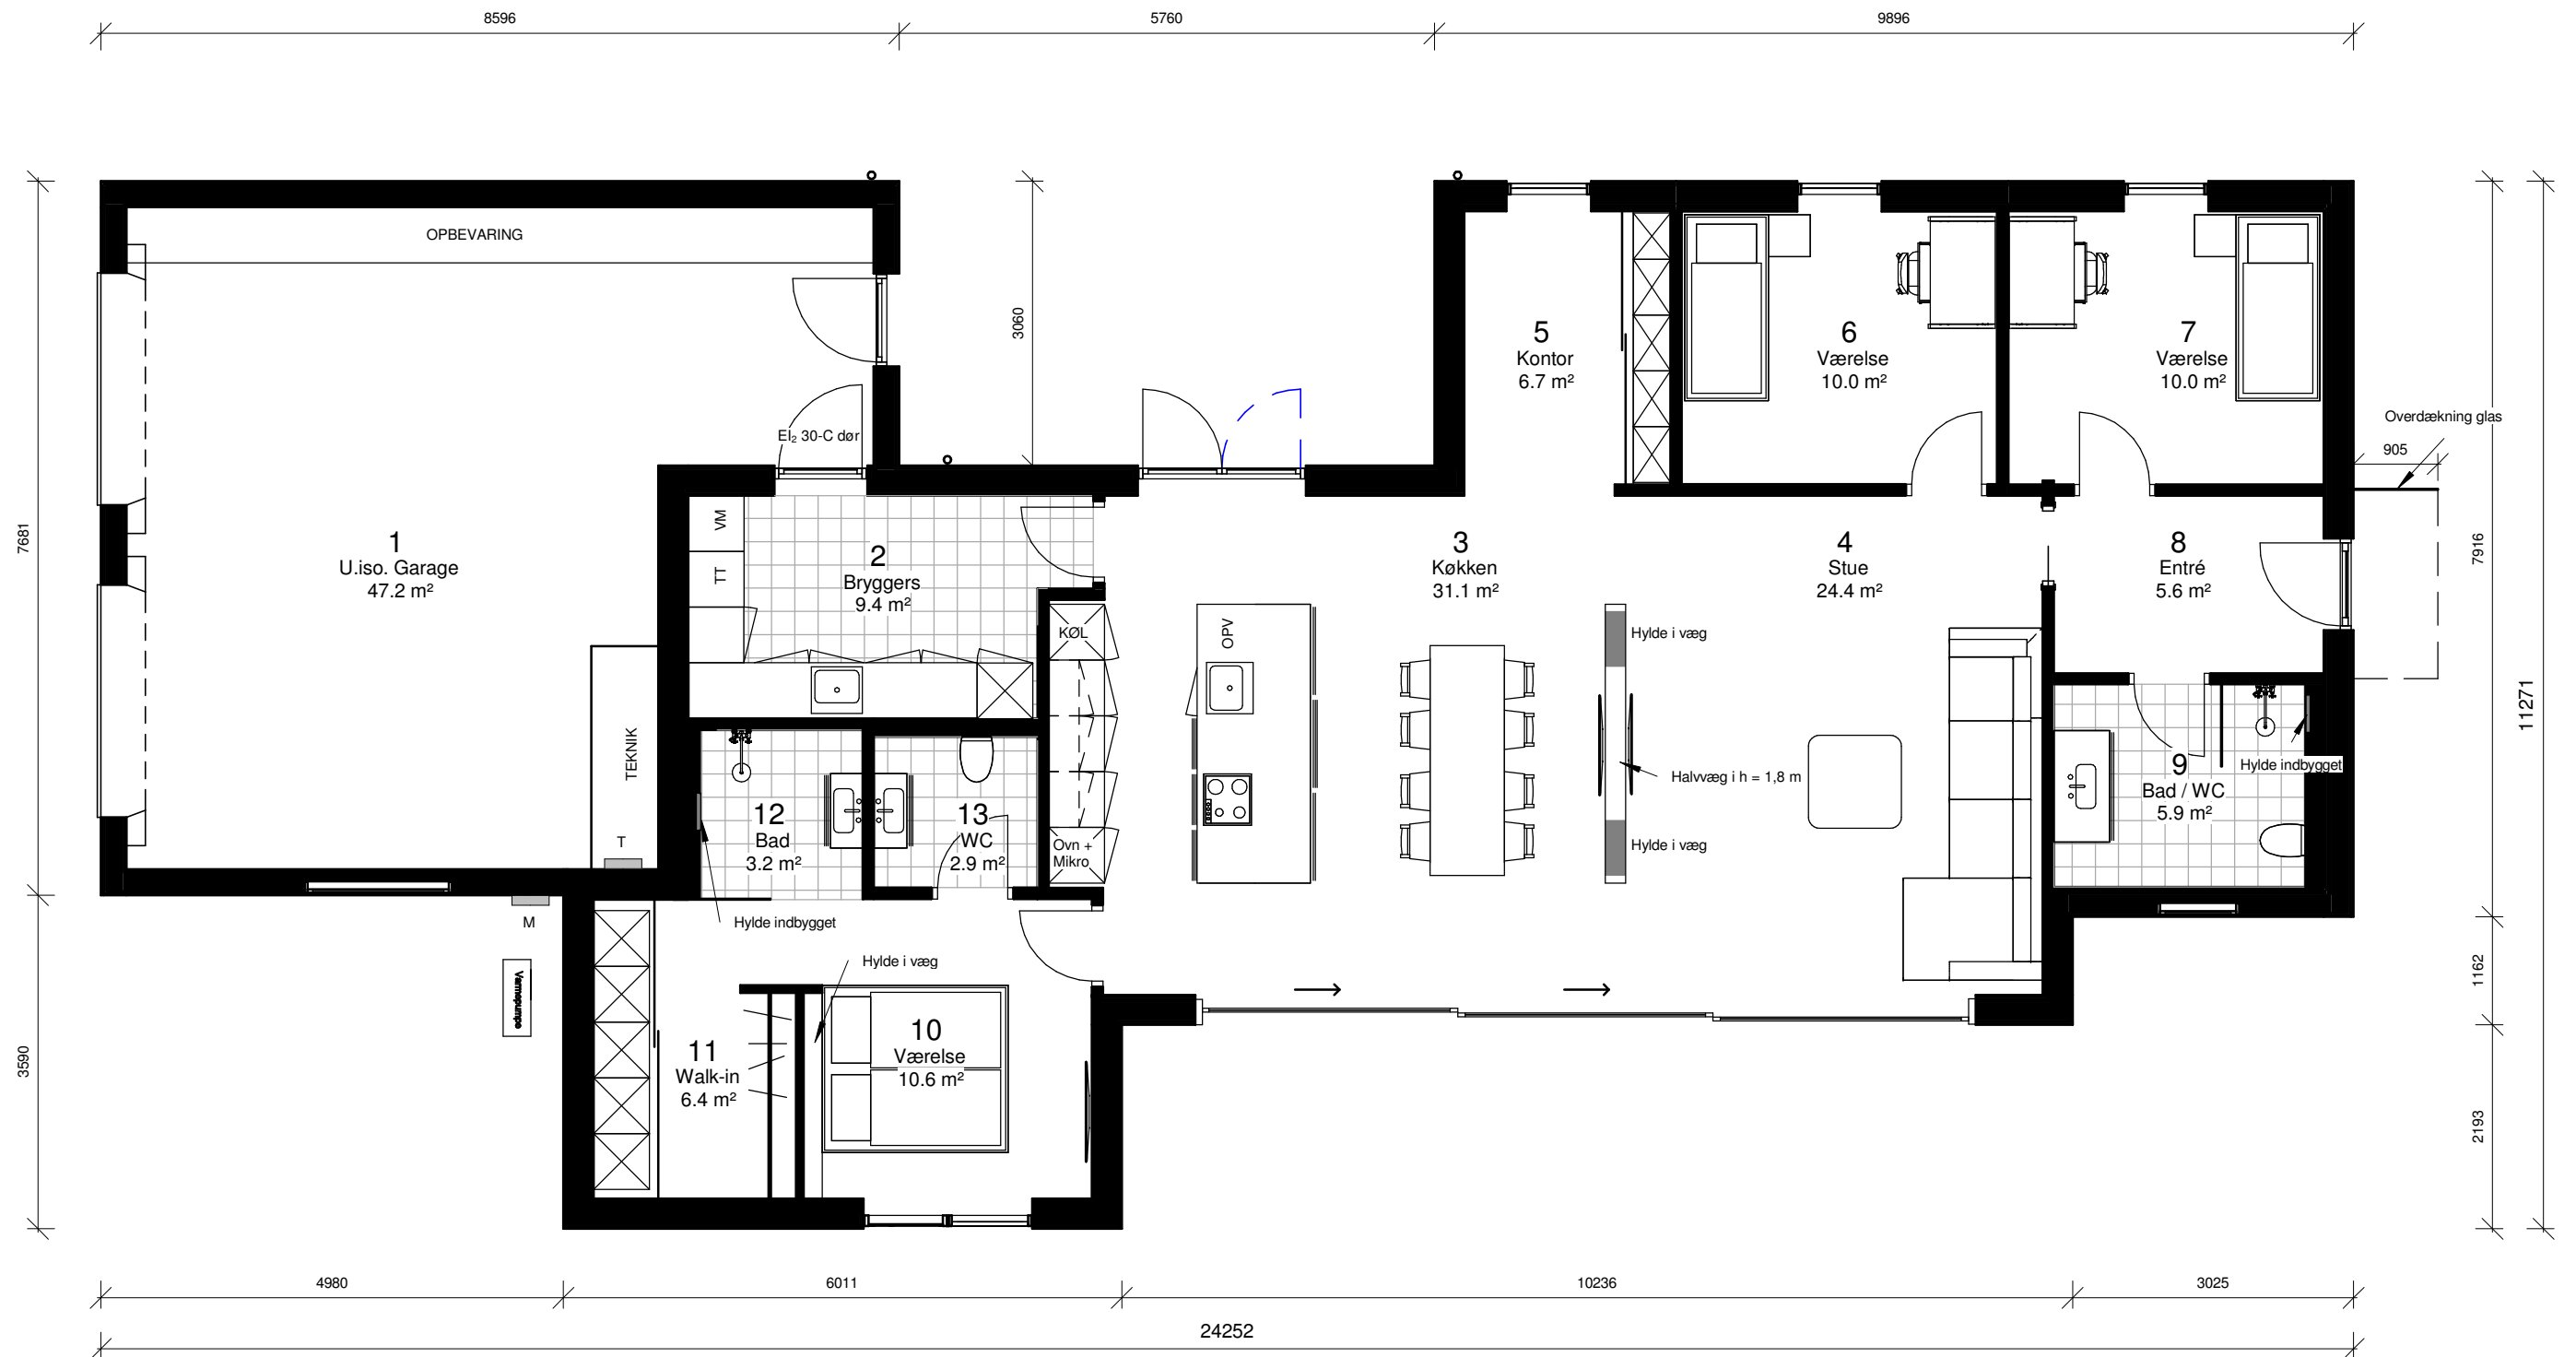 8596
5760
9896
OPBEVARING
3060
7681
3590
EI₂ 30-C dør
1
U.iso. Garage
47.2 m²
TEKNIK
T
M
Varmepumpe
VM
TT
2
Bryggers
9.4 m²
KØL
Ovn +
Mikro
OPV
3
Køkken
31.1 m²
4
Stue
24.4 m²
5
Kontor
6.7 m²
6
Værelse
10.0 m²
7
Værelse
10.0 m²
Overdækning glas
905
8
Entré
5.6 m²
Hylde i væg
Halvvæg i h = 1,8 m
Hylde i væg
Hylde indbygget
9
Bad / WC
5.9 m²
12
Bad
3.2 m²
13
WC
2.9 m²
Hylde indbygget
Hylde i væg
10
Værelse
10.6 m²
11
Walk-in
6.4 m²
7916
11271
1162
2193
4980
6011
10236
3025
24252